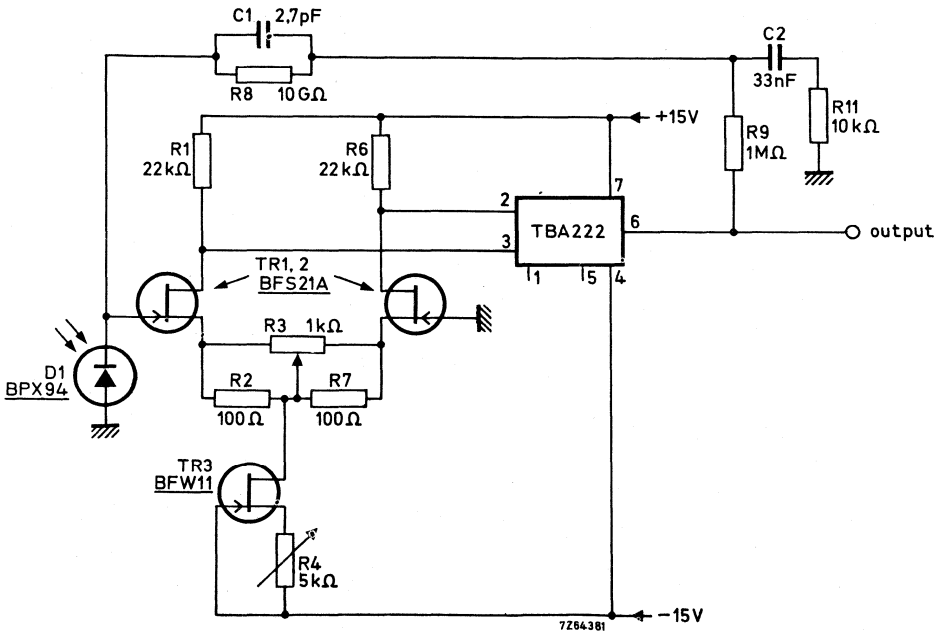 C1 2,7pF
R8 10GΩ
C2
33nF
R11
10kΩ
R9
1MΩ
+15V
R1
22kΩ
R6
22kΩ
2
7
TBA222
6
output
3
1
5
4
TR1, 2
BFS21A
R3 1kΩ
D1
BPX94
R2
100Ω
R7
100Ω
TR3
BFW11
R4
5kΩ
-15V
7Z64381